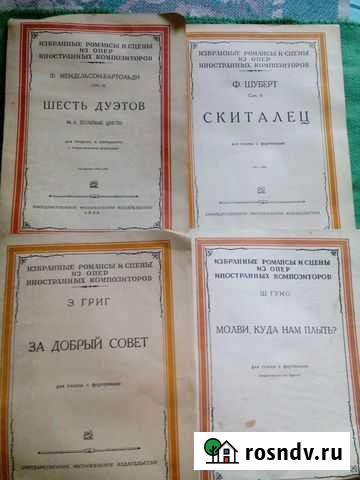 ИЗБРАННЫЕ РОМАНСЫ И СЦЕНЫ
ИЗ ОПЕР
ИНОСТРАННЫХ КОМПОЗИТОРОВ
Ф. МЕНДЕЛЬСОН-БАРТОЛЬДИ
ШЕСТЬ ДУЭТОВ
ПОЛЕВЫЕ ЦВЕТЫ
ГОСУДАРСТВЕННОЕ МУЗЫКАЛЬНОЕ ИЗДАТЕЛЬСТВО
ИЗБРАННЫЕ РОМАНСЫ И СЦЕНЫ
ИЗ ОПЕР
ИНОСТРАННЫХ КОМПОЗИТОРОВ
Ф. ШУБЕРТ
СКИТАЛЕЦ
для голоса с фортепиано
ГОСУДАРСТВЕННОЕ МУЗЫКАЛЬНОЕ ИЗДАТЕЛЬСТВО
ИЗБРАННЫЕ РОМАНСЫ И СЦЕНЫ
ИЗ ОПЕР
ИНОСТРАННЫХ КОМПОЗИТОРОВ
Э. ГРИГ
ЗА ДОБРЫЙ СОВЕТ
для голоса с фортепиано
ГОСУДАРСТВЕННОЕ МУЗЫКАЛЬНОЕ ИЗДАТЕЛЬСТВО
ИЗБРАННЫЕ РОМАНСЫ И СЦЕНЫ
ИЗ ОПЕР
ИНОСТРАННЫХ КОМПОЗИТОРОВ
Ш. ГУНО
МОЛВИ, КУДА НАМ ПЛЫТЬ?
для голоса с фортепиано
rosndv.ru